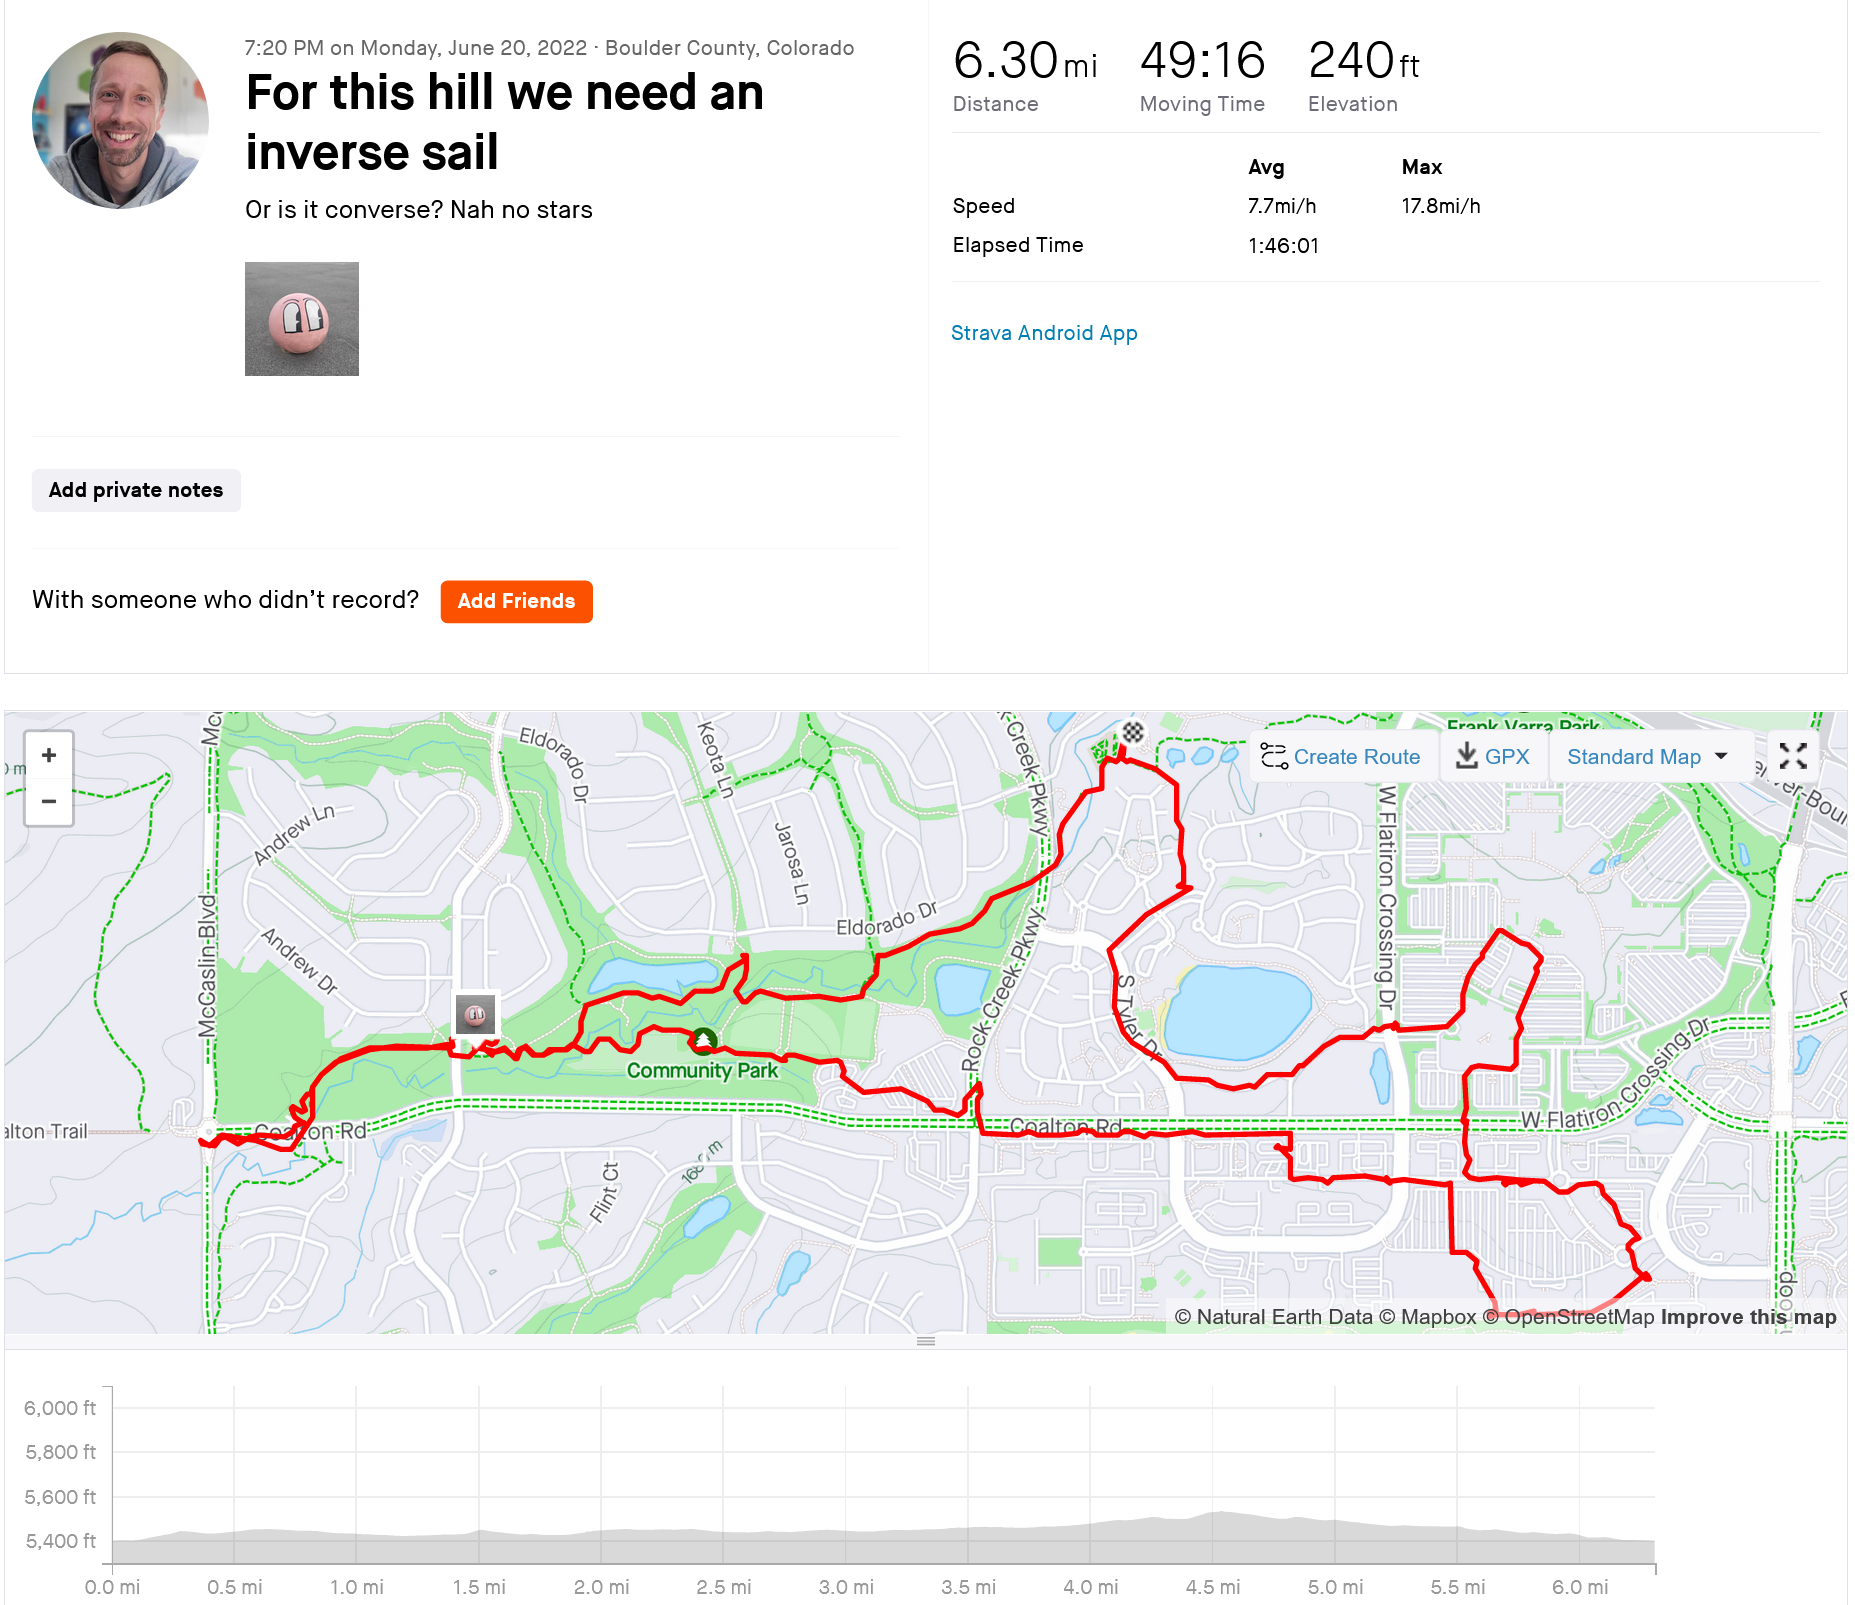 7:20 PM on Monday, June 20, 2022 · Boulder County, Colorado
For this hill we need an
inverse sail
Or is it converse? Nah no stars
Add private notes
With someone who didn’t record?
Add Friends
6.30 mi
Distance
49:16
Moving Time
240 ft
Elevation
Avg
Max
Speed
7.7mi/h
17.8mi/h
Elapsed Time
1:46:01
Strava Android App
+
−
Create Route
GPX
Standard Map
Frank Varra Park
Eldorado Dr
Keota Ln
Andrew Ln
Jarosa Ln
W Flatiron Crossing Dr
McCaslin Blvd
Andrew Dr
Eldorado Dr
Rock Creek Pkwy
S Tyler Dr
Community Park
alton Trail
Coalton Rd
Coalton Rd
W Flatiron Crossing Dr
Flint Ct
Loop
© Natural Earth Data © Mapbox © OpenStreetMap Improve this map
6,000 ft
5,800 ft
5,600 ft
5,400 ft
0.0 mi
0.5 mi
1.0 mi
1.5 mi
2.0 mi
2.5 mi
3.0 mi
3.5 mi
4.0 mi
4.5 mi
5.0 mi
5.5 mi
6.0 mi